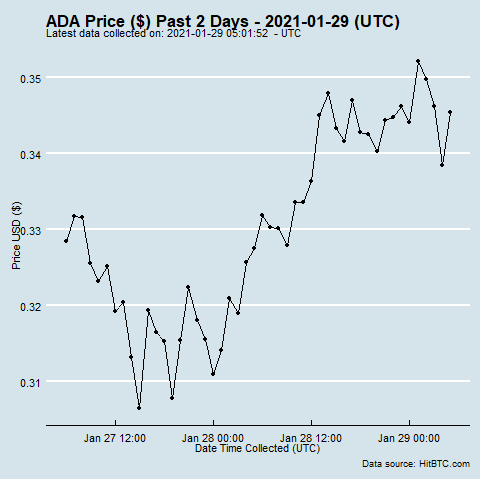 ADA Price ($) Past 2 Days - 2021-01-29 (UTC)
Latest data collected on: 2021-01-29 05:01:52 - UTC
0.35
0.34
0.33
0.32
0.31
Price USD ($)
Jan 27 12:00
Jan 28 00:00
Jan 28 12:00
Jan 29 00:00
Date Time Collected (UTC)
Data source: HitBTC.com